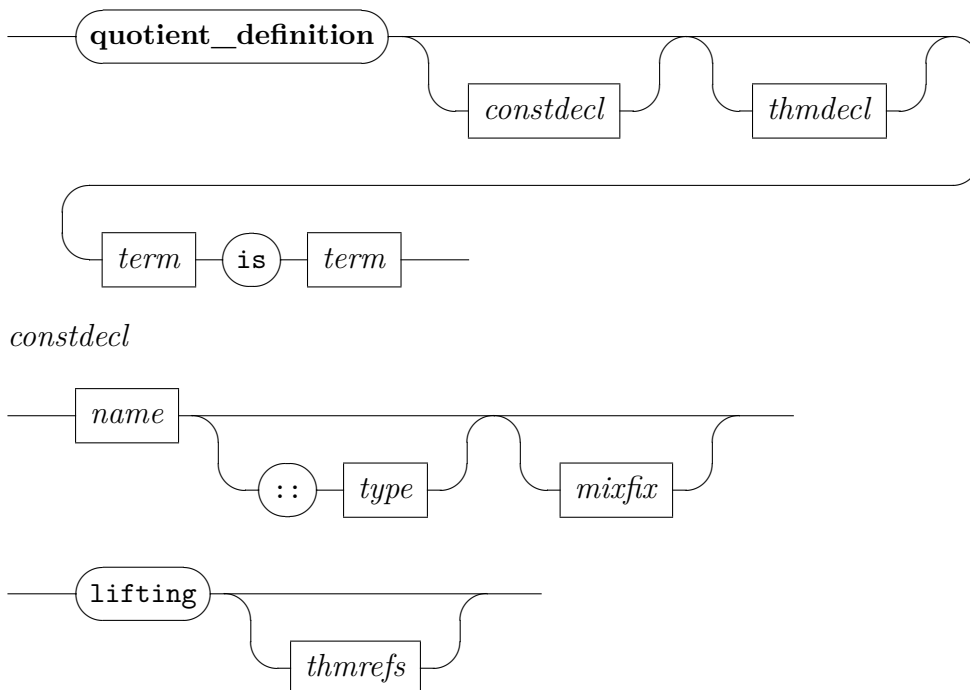 quotient_definition
constdecl thmdecl
term is term
constdecl
name
:: type mixfix
lifting
thmrefs